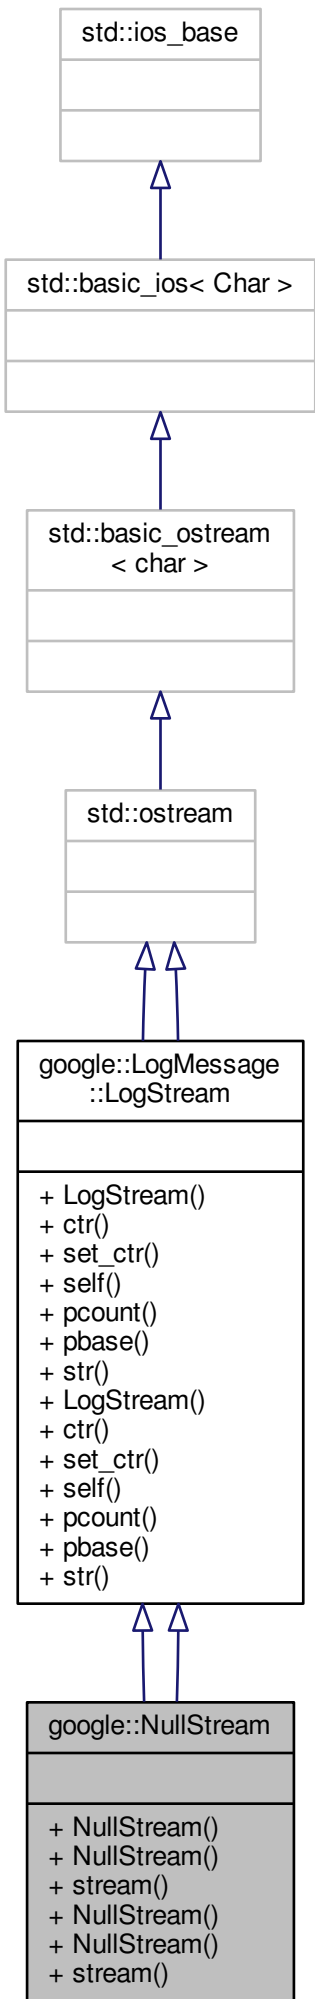 std::ios_base
std::basic_ios< Char >
std::basic_ostream
< char >
std::ostream
google::LogMessage
::LogStream
+ LogStream()
+ ctr()
+ set_ctr()
+ self()
+ pcount()
+ pbase()
+ str()
+ LogStream()
+ ctr()
+ set_ctr()
+ self()
+ pcount()
+ pbase()
+ str()
google::NullStream
+ NullStream()
+ NullStream()
+ stream()
+ NullStream()
+ NullStream()
+ stream()